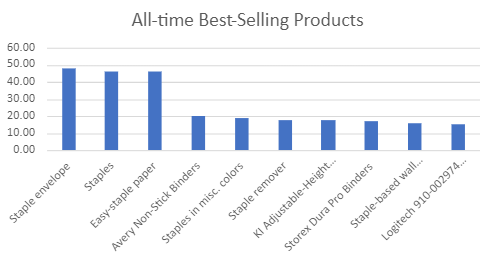 All-time Best-Selling Products
60.00
50.00
40.00
30.00
20.00
10.00
0.00
Staple envelope
Staples
Easy-staple paper
Avery Non-Stick Binders
Staples in misc. colors
Staple remover
KI Adjustable-Height...
Storex Dura Pro Binders
Staple-based wall...
Logitech 910-002974...